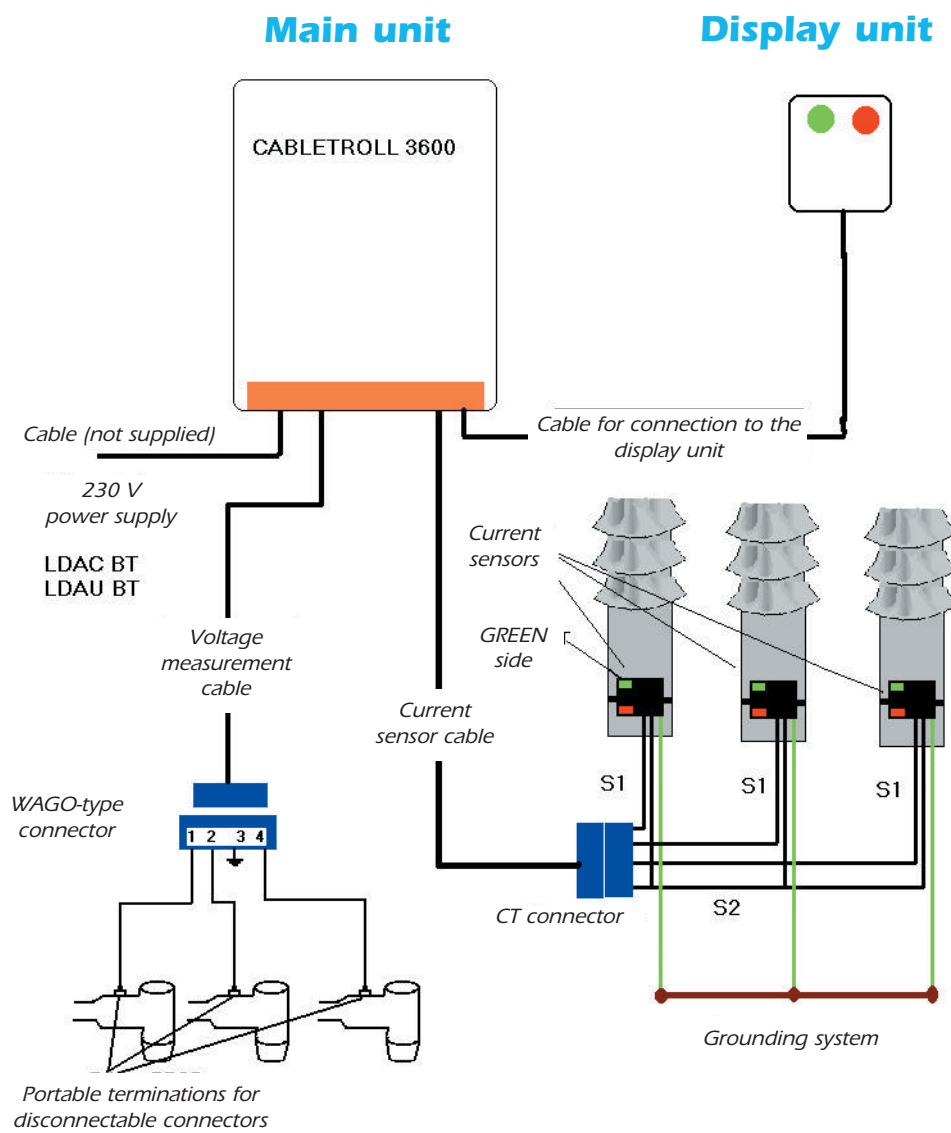 Main unit
Display unit
CABLETROLL 3600
Cable (not supplied)
230 V
power supply
LDAC BT
LDAU BT
Cable for connection to the
display unit
Voltage
measurement
cable
Current
sensor cable
Current
sensors
GREEN
side
WAGO-type
connector
1 2 3 4
S1
S1
S1
S2
CT connector
Grounding system
Portable terminations for
disconnectable connectors